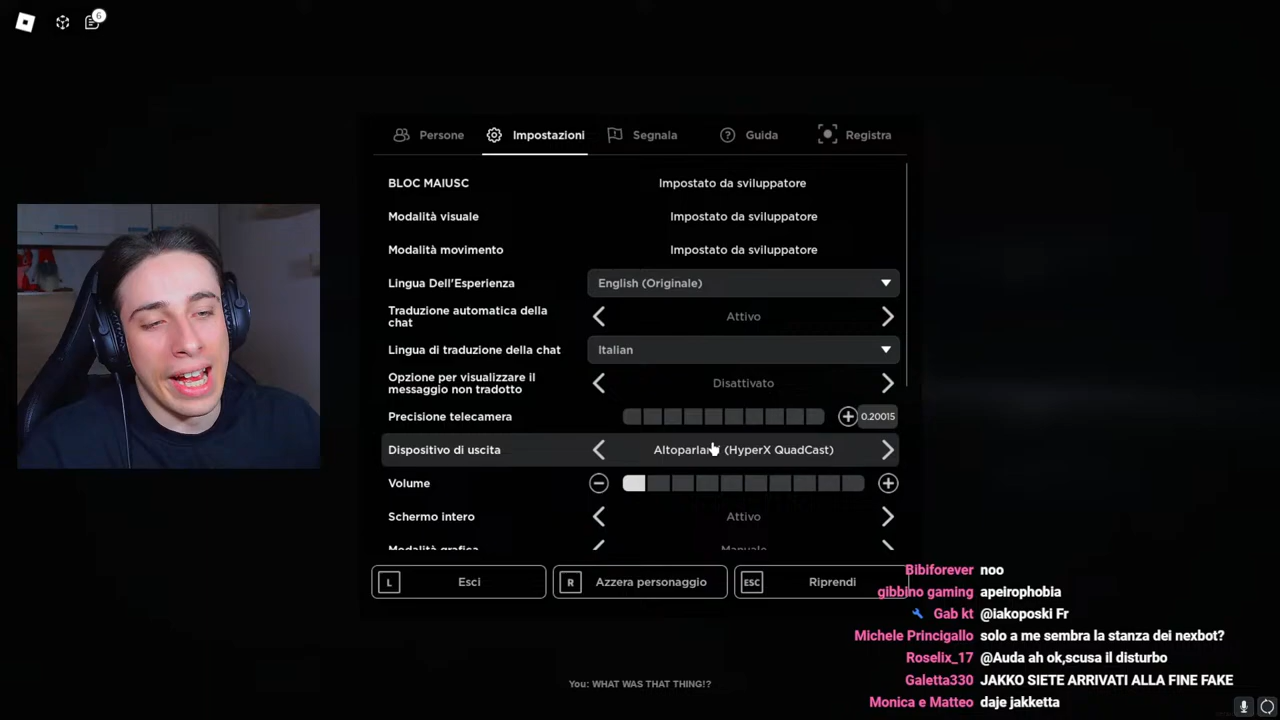 6
Persone
Impostazioni
Segnala
Guida
Registra
BLOC MAIUSC
Impostato da sviluppatore
Modalità visuale
Impostato da sviluppatore
Modalità movimento
Impostato da sviluppatore
Lingua Dell'Esperienza
English (Originale)
Traduzione automatica della
chat
Attivo
Lingua di traduzione della chat
Italian
Opzione per visualizzare il
messaggio non tradotto
Disattivato
Precisione telecamera
0.20015
Dispositivo di uscita
(HyperX QuadCast)
Volume
Schermo intero
Attivo
Modalità grafica
Manuale
L Esci
R Azzera personaggio
ESC Riprendi
Bibiforever noo
gibbino gaming apeirophobia
Gab kt @iakoposki Fr
Michele Princigallo solo a me sembra la stanza dei nexbot?
Roselix_17 @Auda ah ok,scusa il disturbo
Galetta330 JAKKO SIETE ARRIVATI ALLA FINE FAKE
Monica e Matteo daje jakketta
You: WHAT WAS THAT THING!?